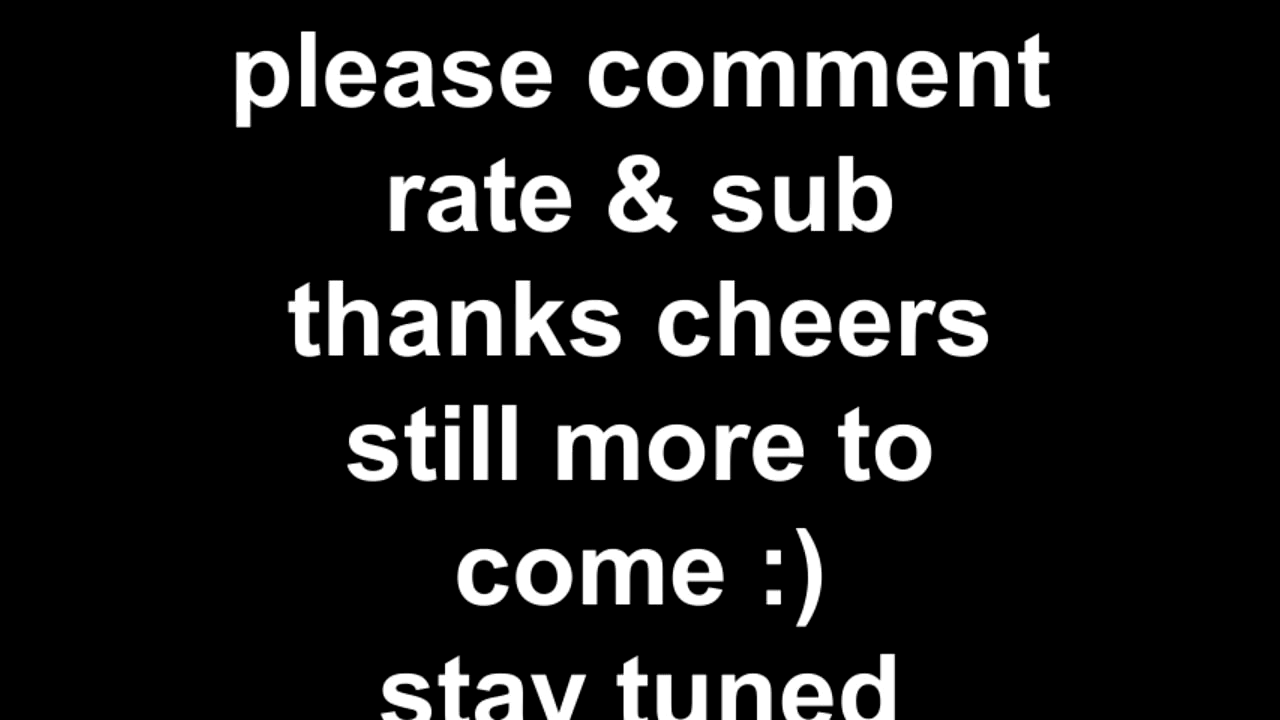 please comment
rate & sub
thanks cheers
still more to
come :)
stay tuned